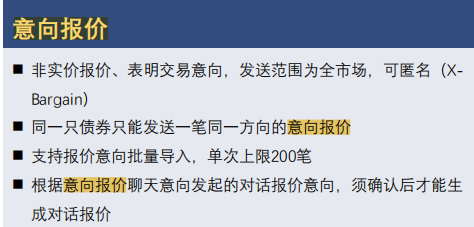 意向报价
■ 非实价报价、表明交易意向，发送范围为全市场，可匿名（X-
Bargain）
■ 同一只债券只能发送一笔同一方向的意向报价
■ 支持报价意向批量导入，单次上限200笔
■ 根据意向报价聊天意向发起的对话报价意向，须确认后才能生
成对话报价